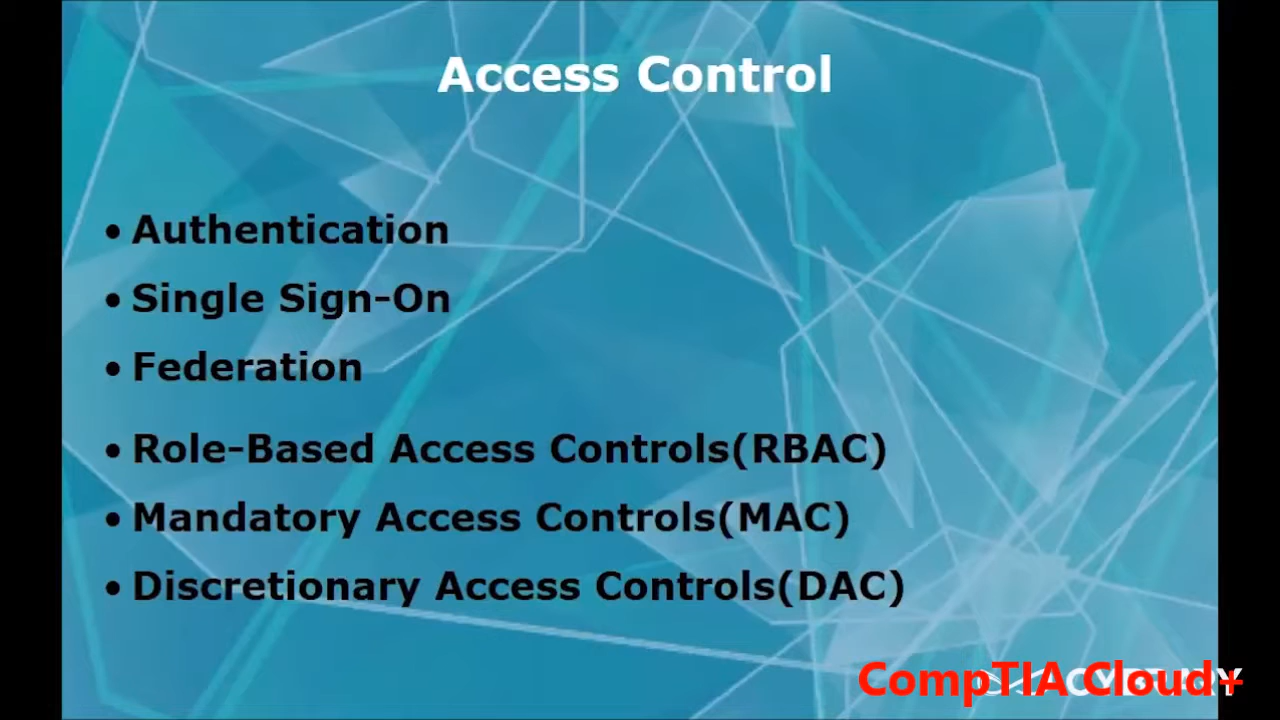 Access Control
• Authentication
• Single Sign-On
• Federation
• Role-Based Access Controls(RBAC)
• Mandatory Access Controls(MAC)
• Discretionary Access Controls(DAC)
CompTIA Cloud+